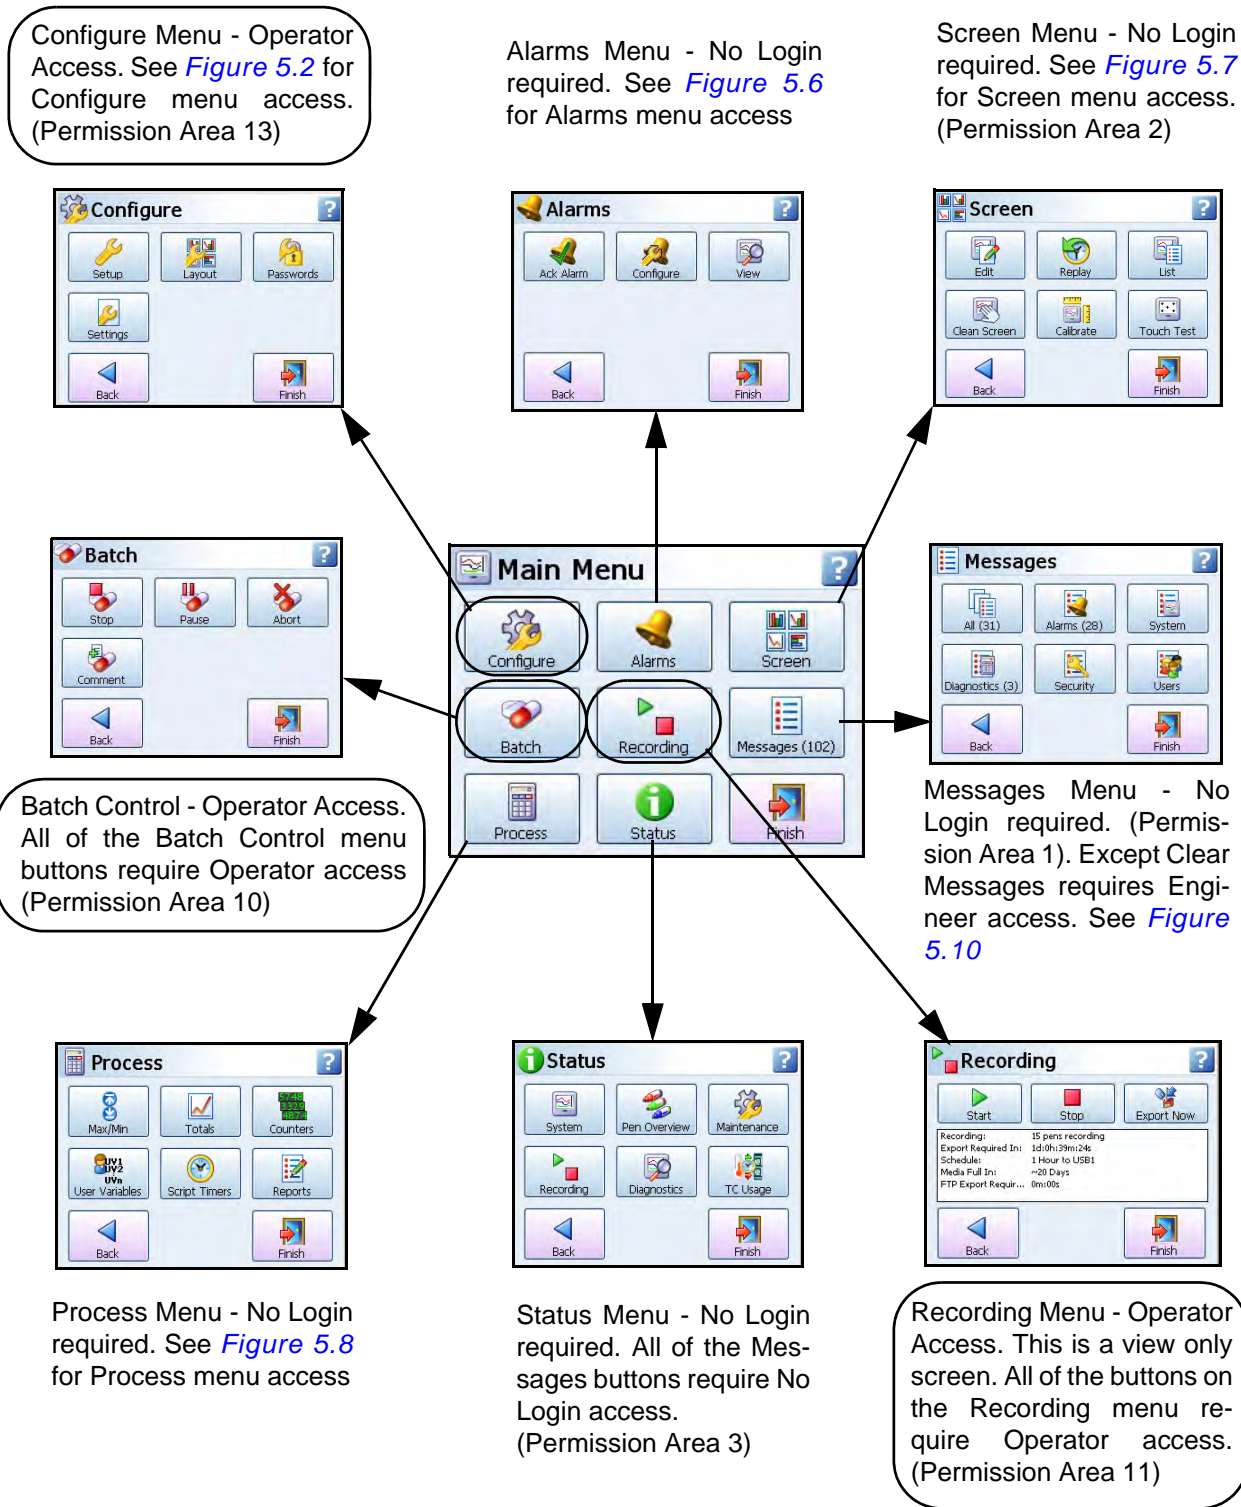 Configure Menu - Operator
Access. See Figure 5.2 for
Configure menu access.
(Permission Area 13)
Alarms Menu - No Login
required. See Figure 5.6
for Alarms menu access
Screen Menu - No Login
required. See Figure 5.7
for Screen menu access.
(Permission Area 2)
Configure ?
Setup Layout Passwords
Settings
Back Finish
Alarms ?
Ack Alarm Configure View
Back Finish
Screen ?
Edit Replay List
Clean Screen Calibrate Touch Test
Back Finish
Batch ?
Stop Pause Abort
Comment
Back Finish
Main Menu ?
Configure Alarms Screen
Batch Recording Messages (102)
Process Status Finish
Messages ?
All (31) Alarms (28) System
Diagnostics (3) Security Users
Back Finish
Batch Control - Operator Access.
All of the Batch Control menu
buttons require Operator access
(Permission Area 10)
Messages Menu - No
Login required. (Permis-
sion Area 1). Except Clear
Messages requires Engi-
neer access. See Figure
5.10
Process ?
Max/Min Totals Counters
UV1
UV2
UVn
User Variables Script Timers Reports
Back Finish
Status ?
System Pen Overview Maintenance
Recording Diagnostics TC Usage
Back Finish
Recording ?
Start Stop Export Now
Recording: 15 pens recording
Export Required In: 1d:0h:39m:24s
Schedule: 1 Hour to USB1
Media Full In: ~20 Days
FTP Export Requir... 0m:00s
Back Finish
Process Menu - No Login
required. See Figure 5.8
for Process menu access
Status Menu - No Login
required. All of the Mes-
sages buttons require No
Login access.
(Permission Area 3)
Recording Menu - Operator
Access. This is a view only
screen. All of the buttons on
the Recording menu re-
quire Operator access.
(Permission Area 11)